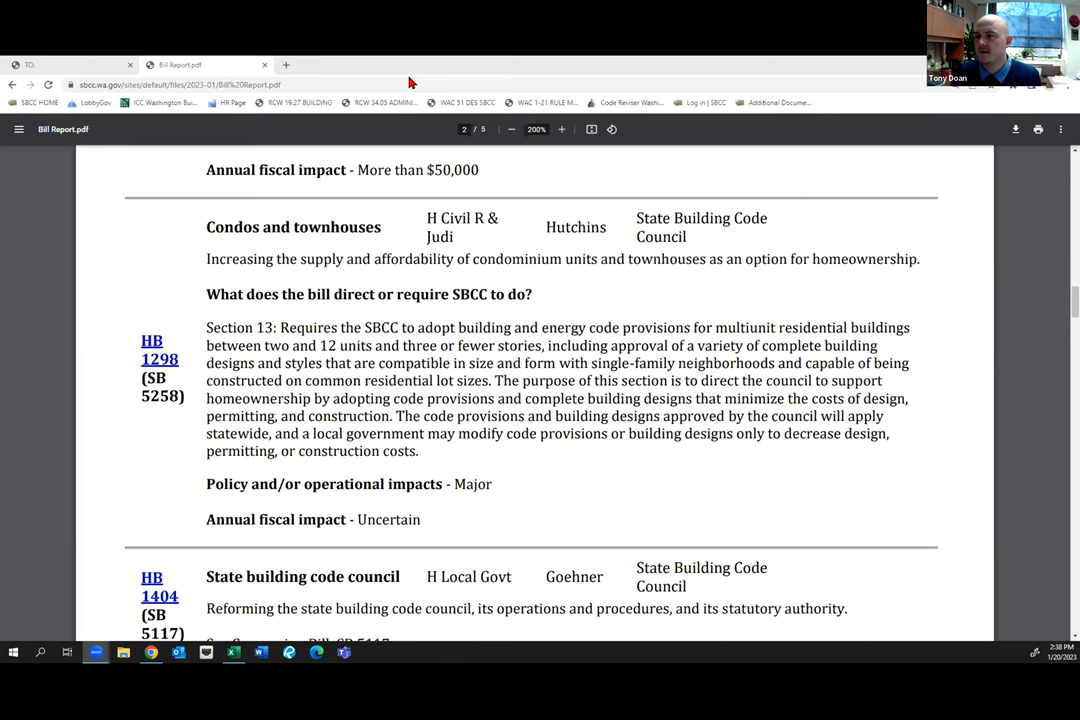 TO:
Bill Report.pdf
sbcc.wa.gov/sites/default/files/2023-01/Bill%20Report.pdf
SBCC HOME LobbyGov ICC Washington Bui... HR Page RCW 19.27 BUILDING RCW 34.05 ADMINI... WAC 51 DES SBCC WAC 1-21 RULE M... Code Reviser Washi... Log in | SBCC Additional Docume...
Tony Doan
Bill Report.pdf 2 / 5 200%
Annual fiscal impact - More than $50,000
Condos and townhouses H Civil R & Judi Hutchins State Building Code Council
Increasing the supply and affordability of condominium units and townhouses as an option for homeownership.
What does the bill direct or require SBCC to do?
HB
1298
(SB
5258)
Section 13: Requires the SBCC to adopt building and energy code provisions for multiunit residential buildings
between two and 12 units and three or fewer stories, including approval of a variety of complete building
designs and styles that are compatible in size and form with single-family neighborhoods and capable of being
constructed on common residential lot sizes. The purpose of this section is to direct the council to support
homeownership by adopting code provisions and complete building designs that minimize the costs of design,
permitting, and construction. The code provisions and building designs approved by the council will apply
statewide, and a local government may modify code provisions or building designs only to decrease design,
permitting, or construction costs.
Policy and/or operational impacts - Major
Annual fiscal impact - Uncertain
HB
1404
(SB
5117)
State building code council H Local Govt Goehner State Building Code Council
Reforming the state building code council, its operations and procedures, and its statutory authority.
2:38 PM
1/20/2023